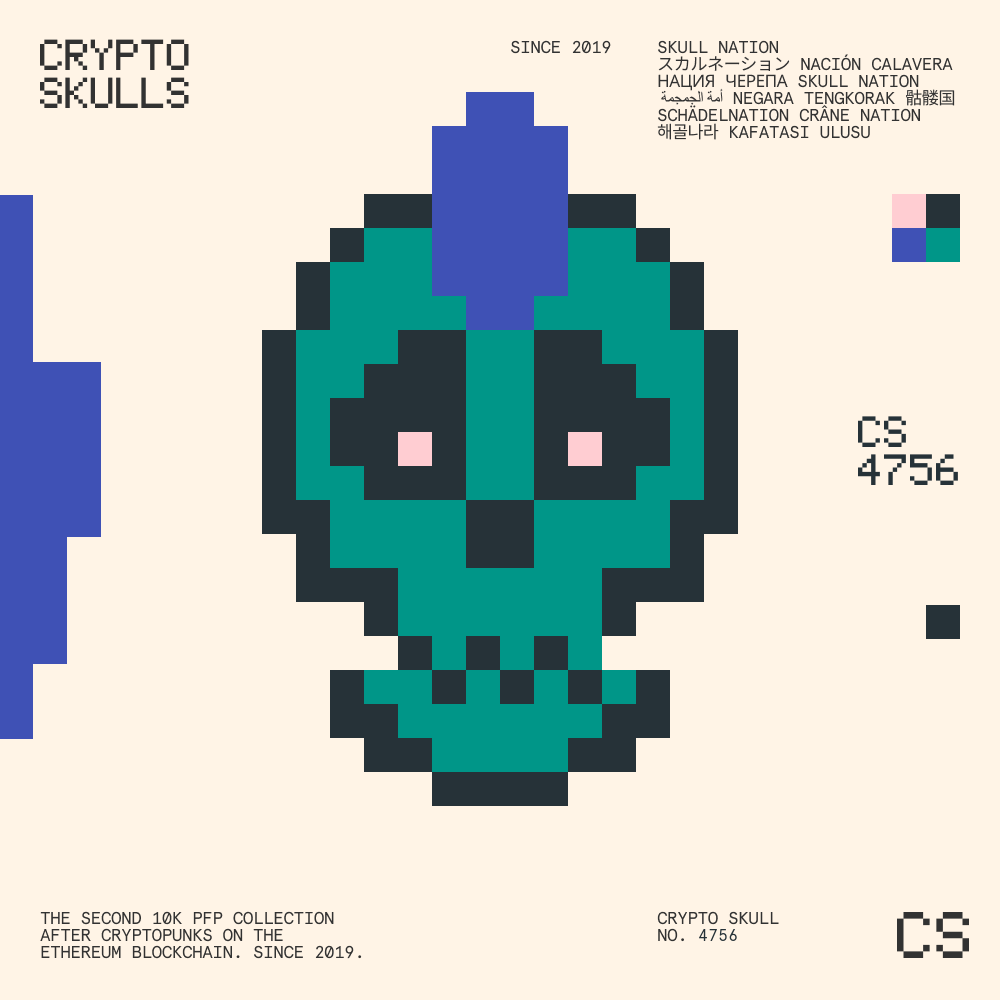 CRYPTO
SKULLS
SINCE 2019
SKULL NATION
スカルネーション NACIÓN CALAVERA
НАЦИЯ ЧЕРЕПА SKULL NATION
أمة الجمجمة NEGARA TENGKORAK 骷髅国
SCHÄDELNATION CRÂNE NATION
해골나라 KAFATASI ULUSU
CS
4756
THE SECOND 10K PFP COLLECTION
AFTER CRYPTOPUNKS ON THE
ETHEREUM BLOCKCHAIN. SINCE 2019.
CRYPTO SKULL
NO. 4756
CS